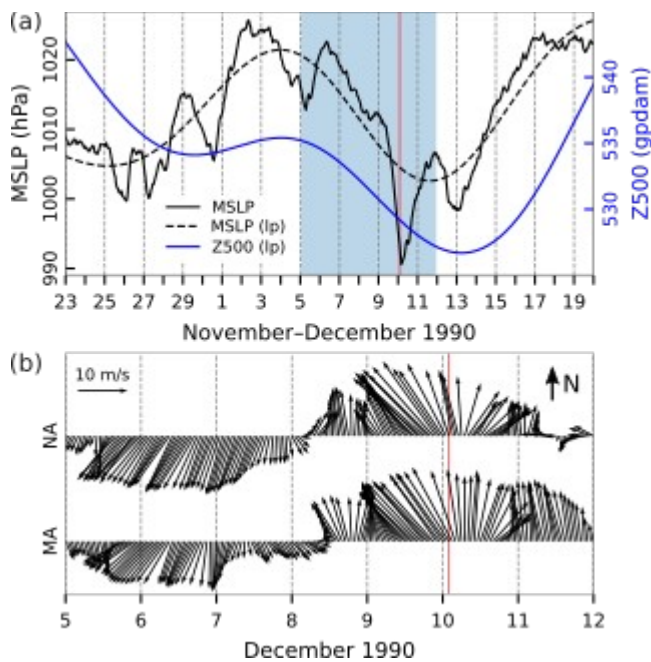 (a)
MSLP (hPa)
1020
1010
1000
990
MSLP
MSLP (lp)
Z500 (lp)
540
535
530
Z500 (gpdam)
23 25 27 29 1 3 5 7 9 11 13 15 17 19
November–December 1990
(b)
10 m/s
N
NA
MA
5 6 7 8 9 10 11 12
December 1990